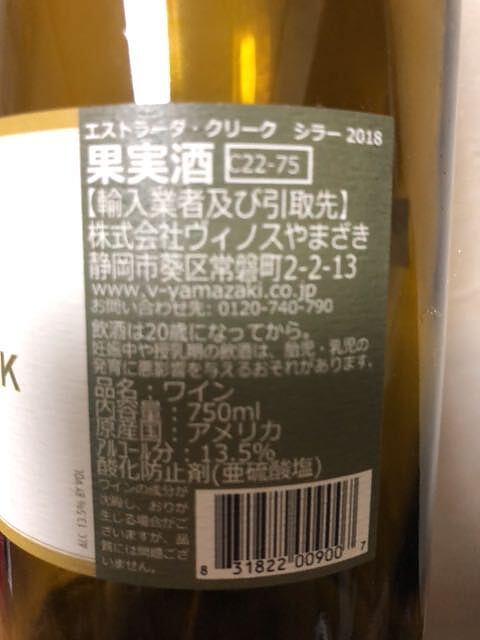 エストラーダ・クリーク シラー 2018
果実酒 C22-75
【輸入業者及び引取先】
株式会社ヴィノスやまざき
静岡市葵区常磐町2-2-13
www.v-yamazaki.co.jp
お問い合わせ先: 0120-740-790
飲酒は20歳になってから。
妊娠中や授乳期の飲酒は、胎児・乳児の
発育に悪影響を与えるおそれがあります。
品名：ワイン
内容量：750ml
原産国：アメリカ
アルコール分：13.5%
酸化防止剤(亜硫酸塩)
ワインの成分が
沈殿し、おりが
生じる場合がご
ざいますが、品
質には問題ござ
いません。
8 31822 00900 7
ALC 13.5% BY VOL
K